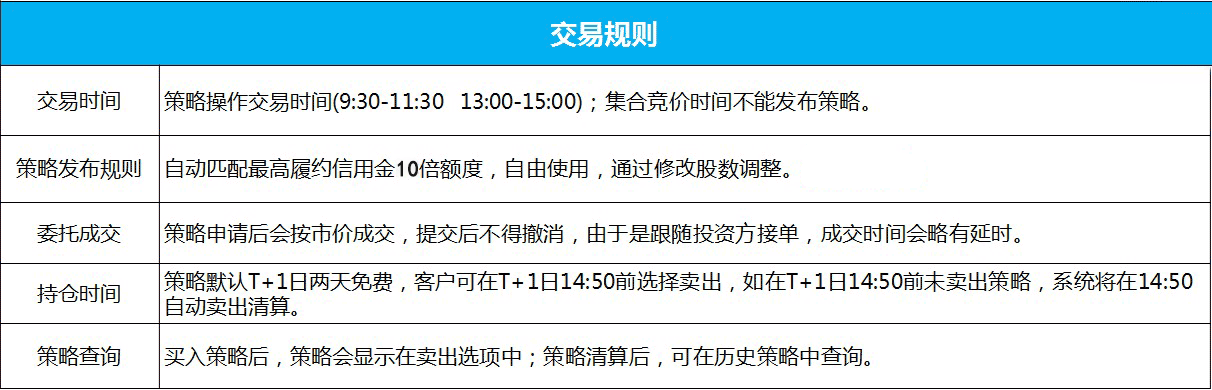 交易规则
交易时间
策略操作交易时间(9:30-11:30 13:00-15:00)；集合竞价时间不能发布策略。
策略发布规则
自动匹配最高履约信用金10倍额度，自由使用，通过修改股数调整。
委托成交
策略申请后会按市价成交，提交后不得撤消，由于是跟随投资方接单，成交时间会略有延时。
持仓时间
策略默认T+1日两天免费，客户可在T+1日14:50前选择卖出，如在T+1日14:50前未卖出策略，系统将在14:50
自动卖出清算。
策略查询
买入策略后，策略会显示在卖出选项中；策略清算后，可在历史策略中查询。